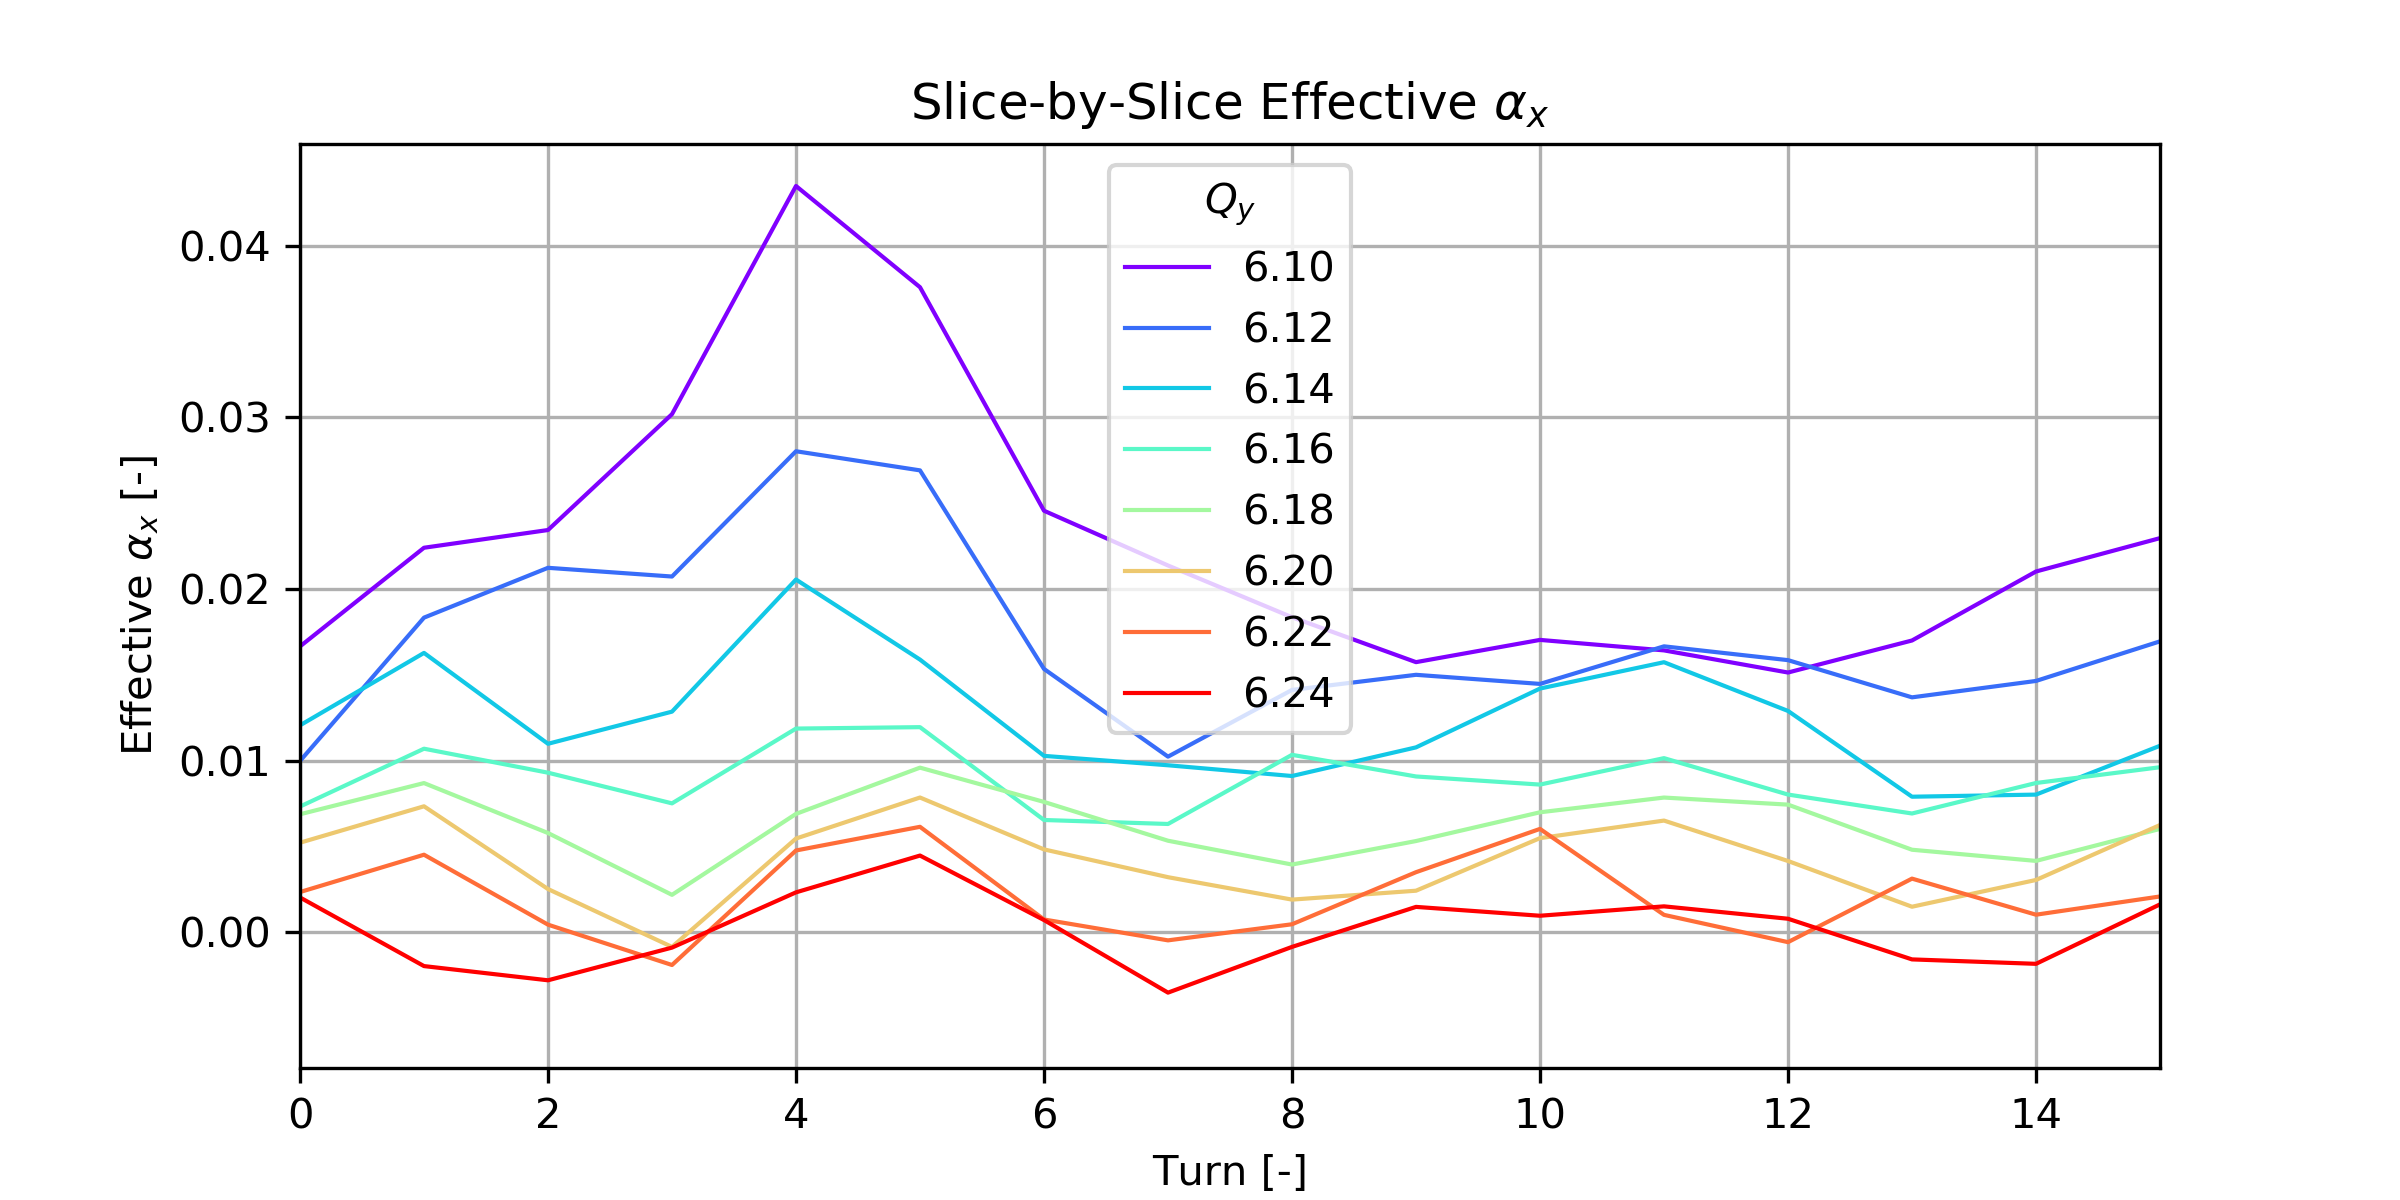 Slice-by-Slice Effective αₓ
Effective αₓ [-]
0.04
0.03
0.02
0.01
0.00
Q_y
6.10
6.12
6.14
6.16
6.18
6.20
6.22
6.24
0 2 4 6 8 10 12 14
Turn [-]